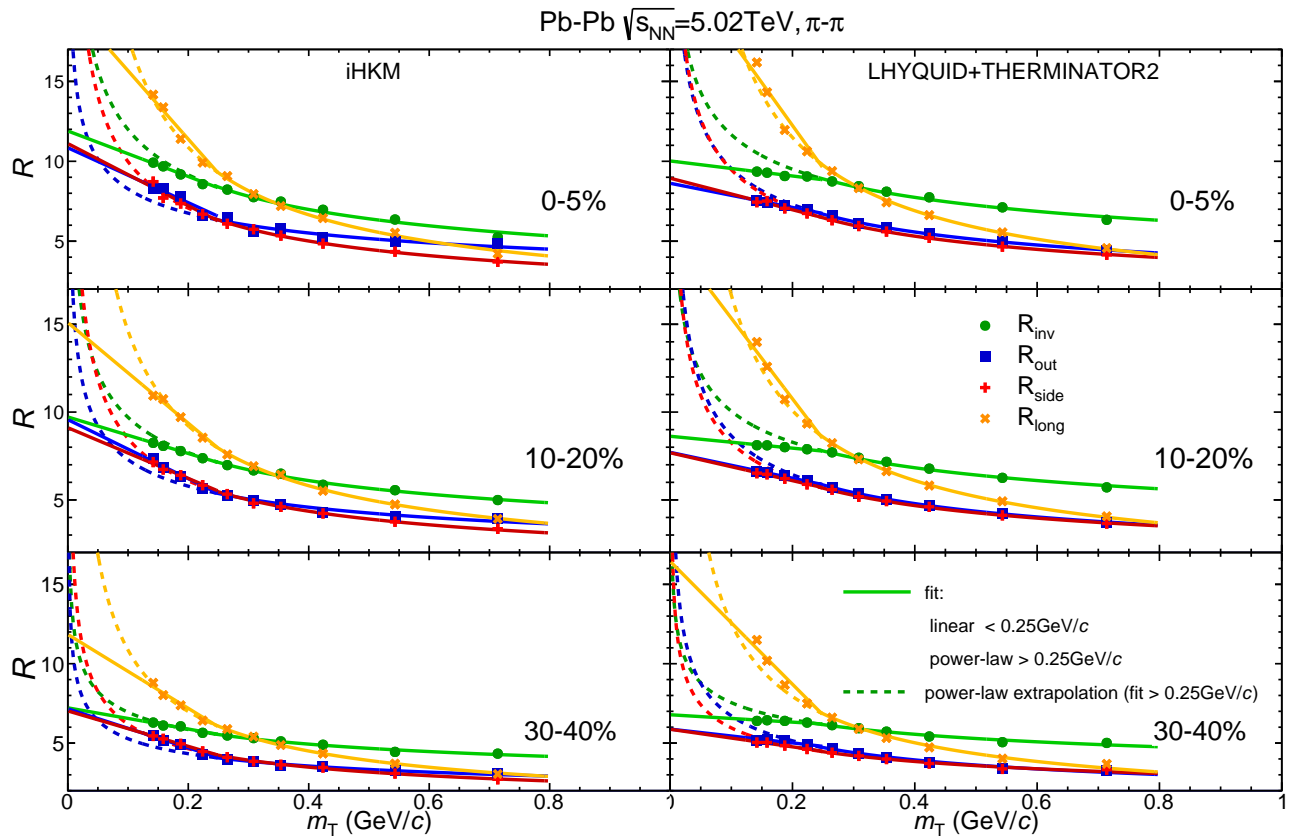 Pb-Pb √sNN=5.02TeV, π-π
iHKM
LHYQUID+THERMINATOR2
R
15
10
5
0-5%
0-5%
R
15
10
5
10-20%
Rinv
Rout
Rside
Rlong
10-20%
R
15
10
5
30-40%
fit:
linear < 0.25GeV/c
power-law > 0.25GeV/c
power-law extrapolation (fit > 0.25GeV/c)
30-40%
0 0.2 0.4 0.6 0.8 0.2 0.4 0.6 0.8 1
mT (GeV/c) mT (GeV/c)